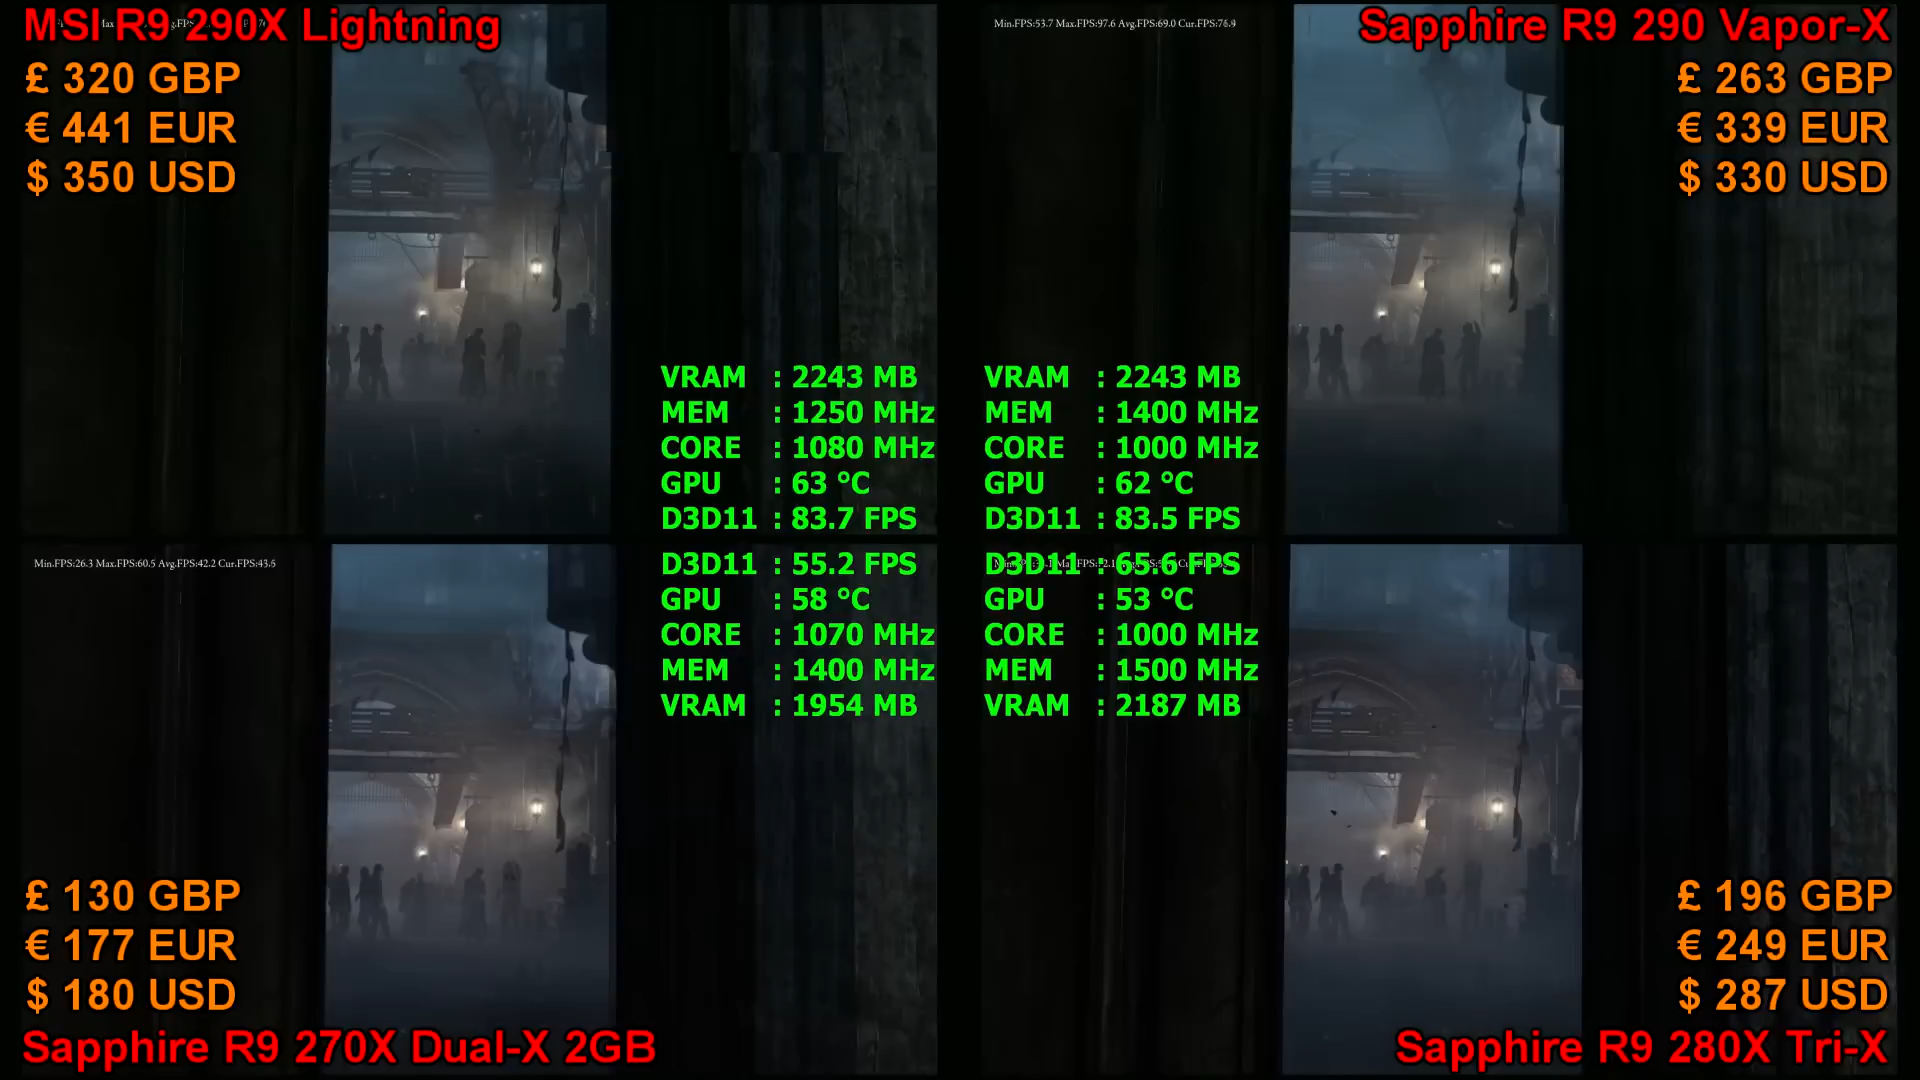 MSI R9 290X Lightning
£ 320 GBP
€ 441 EUR
$ 350 USD
Min.FPS:53.7 Max.FPS:97.6 Avg.FPS:69.0 Cur.FPS:76.9
Sapphire R9 290 Vapor-X
£ 263 GBP
€ 339 EUR
$ 330 USD
VRAM : 2243 MB
MEM : 1250 MHz
CORE : 1080 MHz
GPU : 63 °C
D3D11 : 83.7 FPS
VRAM : 2243 MB
MEM : 1400 MHz
CORE : 1000 MHz
GPU : 62 °C
D3D11 : 83.5 FPS
Min.FPS:26.3 Max.FPS:60.5 Avg.FPS:42.2 Cur.FPS:43.5
D3D11 : 55.2 FPS
GPU : 58 °C
CORE : 1070 MHz
MEM : 1400 MHz
VRAM : 1954 MB
D3D11 : 65.6 FPS
GPU : 53 °C
CORE : 1000 MHz
MEM : 1500 MHz
VRAM : 2187 MB
£ 130 GBP
€ 177 EUR
$ 180 USD
Sapphire R9 270X Dual-X 2GB
£ 196 GBP
€ 249 EUR
$ 287 USD
Sapphire R9 280X Tri-X